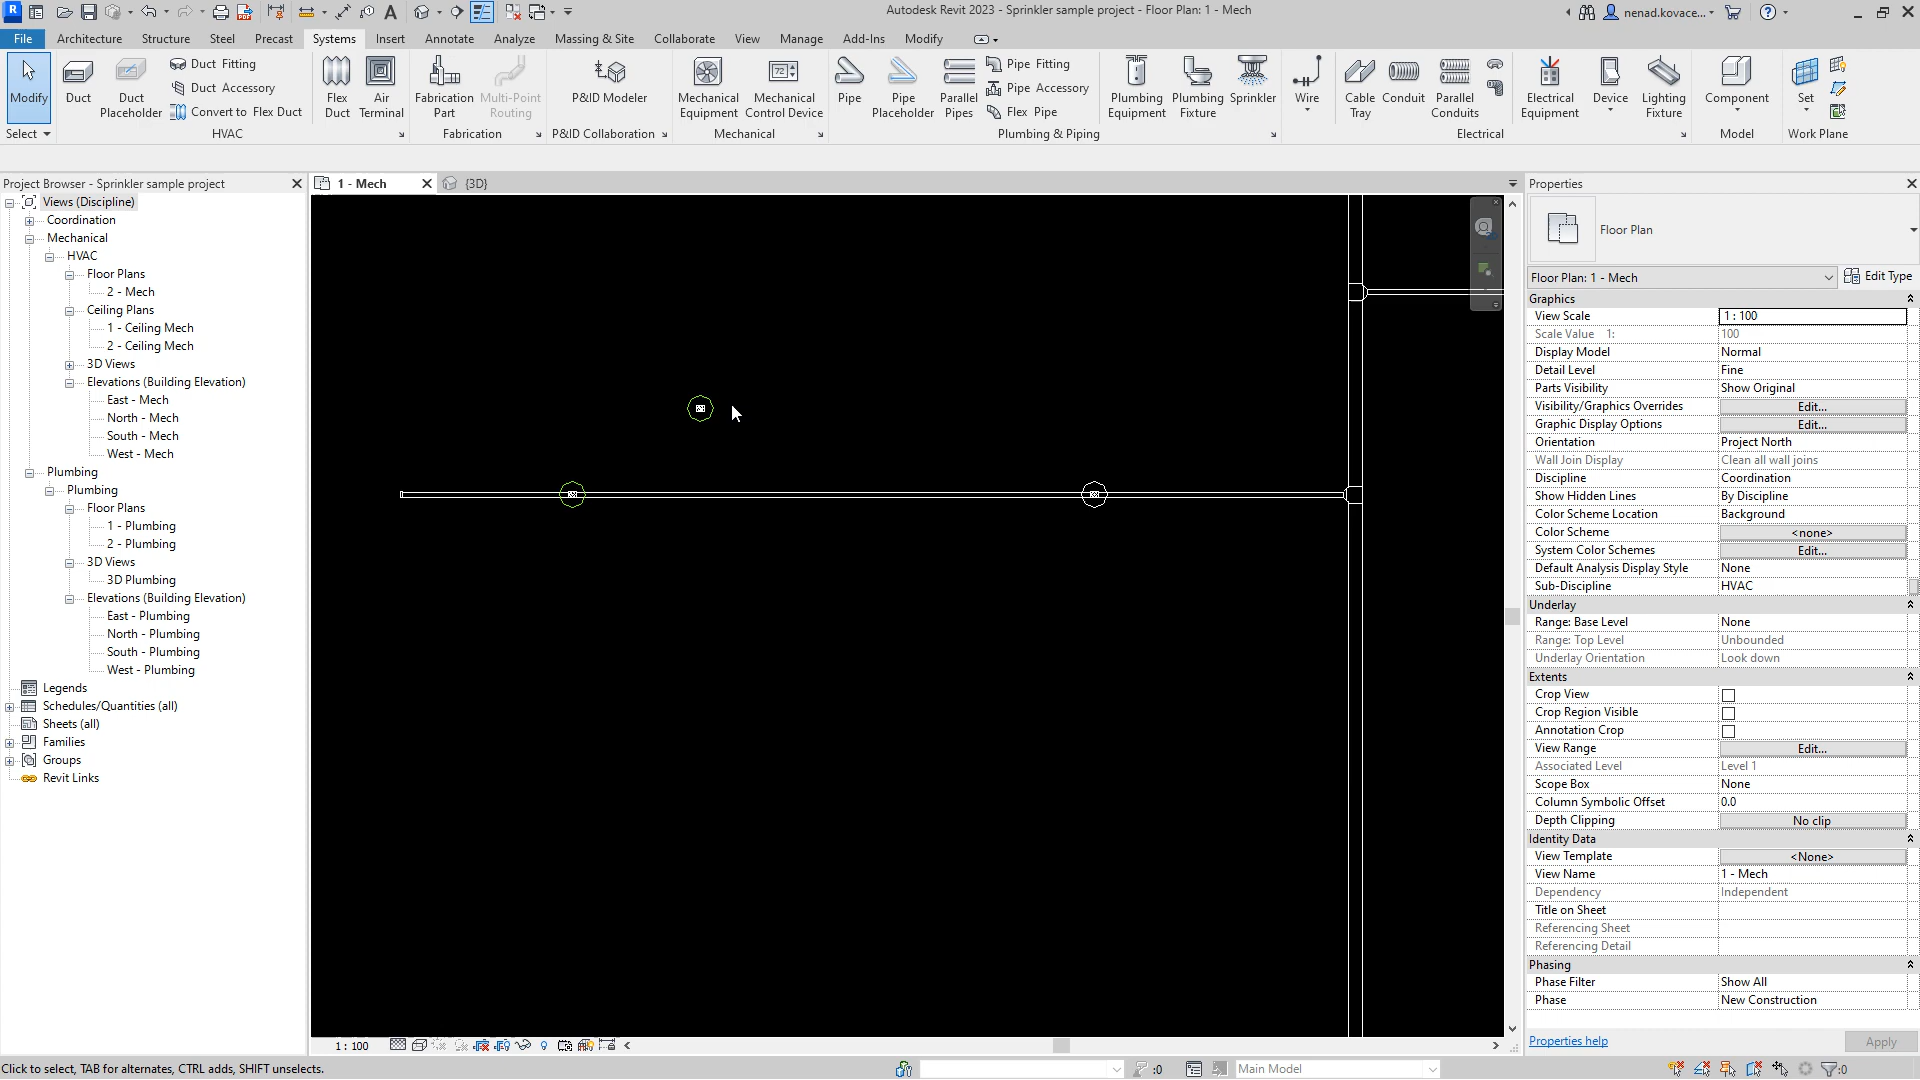 Autodesk Revit 2023 - Sprinkler sample project - Floor Plan: 1 - Mech
nenad.kovace...
File Architecture Structure Steel Precast Systems Insert Annotate Analyze Massing & Site Collaborate View Manage Add-Ins Modify
Modify
Select
Duct
Duct Placeholder
Duct Fitting
Duct Accessory
Convert to Flex Duct
Flex Duct
Air Terminal
HVAC
Fabrication Part
Multi-Point Routing
Fabrication
P&ID Modeler
P&ID Collaboration
Mechanical Equipment
Mechanical Control Device
Mechanical
Pipe
Pipe Placeholder
Parallel Pipes
Pipe Fitting
Pipe Accessory
Flex Pipe
Plumbing Equipment
Plumbing Fixture
Sprinkler
Plumbing & Piping
Wire
Cable Tray
Conduit
Parallel Conduits
Electrical Equipment
Device
Lighting Fixture
Electrical
Component
Model
Set
Work Plane
Project Browser - Sprinkler sample project
Views (Discipline)
Coordination
Mechanical
HVAC
Floor Plans
2 - Mech
Ceiling Plans
1 - Ceiling Mech
2 - Ceiling Mech
3D Views
Elevations (Building Elevation)
East - Mech
North - Mech
South - Mech
West - Mech
Plumbing
Plumbing
Floor Plans
1 - Plumbing
2 - Plumbing
3D Views
3D Plumbing
Elevations (Building Elevation)
East - Plumbing
North - Plumbing
South - Plumbing
West - Plumbing
Legends
Schedules/Quantities (all)
Sheets (all)
Families
Groups
Revit Links
1 - Mech
{3D}
1 : 100
Properties
Floor Plan
Floor Plan: 1 - Mech
Edit Type
Graphics
View Scale 1 : 100
Scale Value 1: 100
Display Model Normal
Detail Level Fine
Parts Visibility Show Original
Visibility/Graphics Overrides Edit...
Graphic Display Options Edit...
Orientation Project North
Wall Join Display Clean all wall joins
Discipline Coordination
Show Hidden Lines By Discipline
Color Scheme Location Background
Color Scheme <none>
System Color Schemes Edit...
Default Analysis Display Style None
Sub-Discipline HVAC
Underlay
Range: Base Level None
Range: Top Level Unbounded
Underlay Orientation Look down
Extents
Crop View
Crop Region Visible
Annotation Crop
View Range Edit...
Associated Level Level 1
Scope Box None
Column Symbolic Offset 0.0
Depth Clipping No clip
Identity Data
View Template <None>
View Name 1 - Mech
Dependency Independent
Title on Sheet
Referencing Sheet
Referencing Detail
Phasing
Phase Filter Show All
Phase New Construction
Properties help
Apply
Click to select, TAB for alternates, CTRL adds, SHIFT unselects.
:0
Main Model
:0